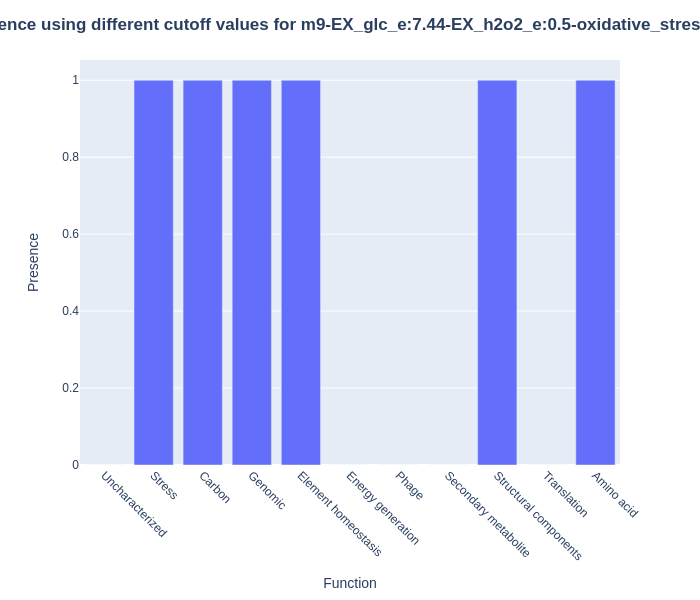 ence using different cutoff values for m9-EX_glc_e:7.44-EX_h2o2_e:0.5-oxidative_stres
1
0.8
0.6
0.4
0.2
0
Presence
Uncharacterized
Stress
Carbon
Genomic
Element homeostasis
Energy generation
Phage
Secondary metabolite
Structural components
Translation
Amino acid
Function